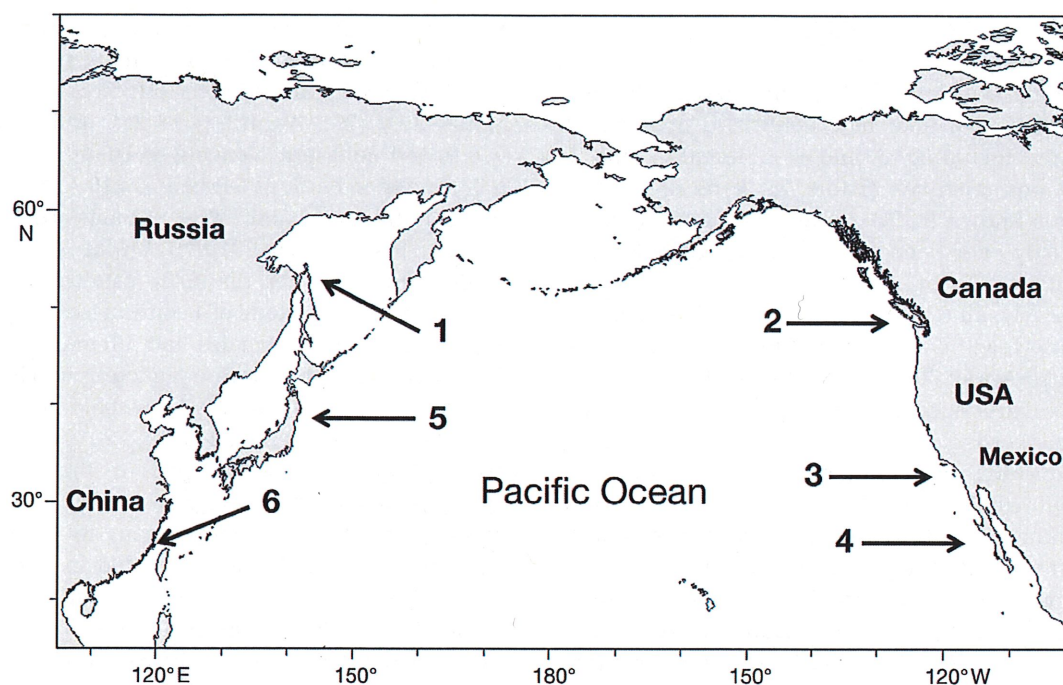 60°
N
Russia
Canada
1
2
USA
5
Mexico
3
Pacific Ocean
30°
China
6
4
120° E
150°
180°
150°
120° W